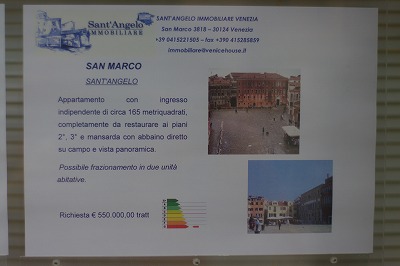 Sant'Angelo
IMMOBILIARE
SANT'ANGELO IMMOBILIARE VENEZIA
San Marco 3818 – 30124 Venezia
+39 0415221505 – fax +390 415285859
immobiliare@venicehouse.it
SAN MARCO
SANT'ANGELO
Appartamento con ingresso
indipendente di circa 165 metriquadrati,
completamente da restaurare ai piani
2°, 3° e mansarda con abbaino diretto
su campo e vista panoramica.
Possibile frazionamento in due unità
abitative.
Richiesta € 550.000,00 tratt